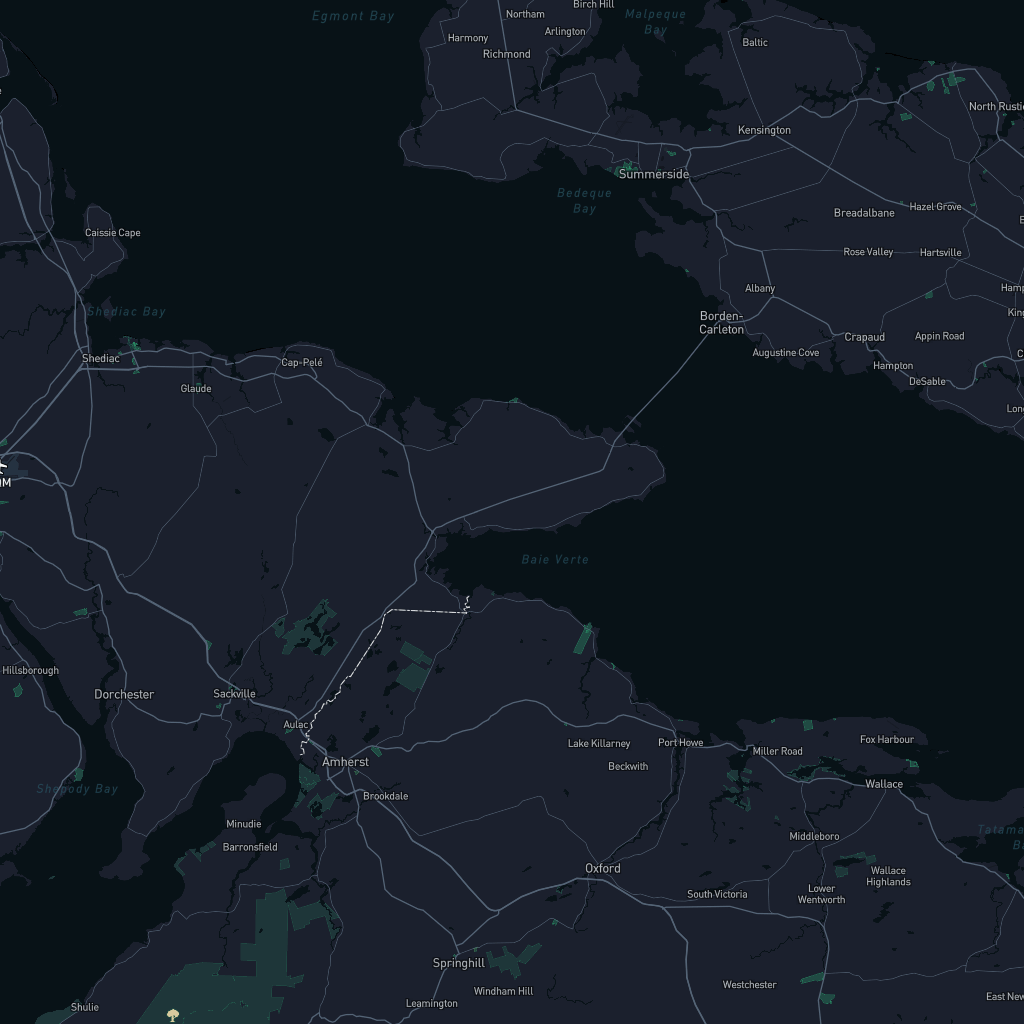 Egmont Bay
Northam
Birch Hill
Malpeque
Bay
Harmony
Arlington
Richmond
Baltic
North Rustic
Kensington
Summerside
Bedeque
Bay
Breadalbane
Hazel Grove
Caissie Cape
Rose Valley
Hartsville
Albany
Shediac Bay
Borden-
Carleton
Crapaud
Appin Road
Augustine Cove
Hampton
DeSable
Shediac
Cap-Pelé
Glaude
Baie Verte
Hillsborough
Dorchester
Sackville
Aulac
Amherst
Lake Killarney
Port Howe
Beckwith
Miller Road
Fox Harbour
Wallace
Shepody Bay
Brookdale
Minudie
Barronsfield
Middleboro
Oxford
Wallace
Highlands
South Victoria
Lower
Wentworth
Springhill
Windham Hill
Westchester
Leamington
Shulie
East New